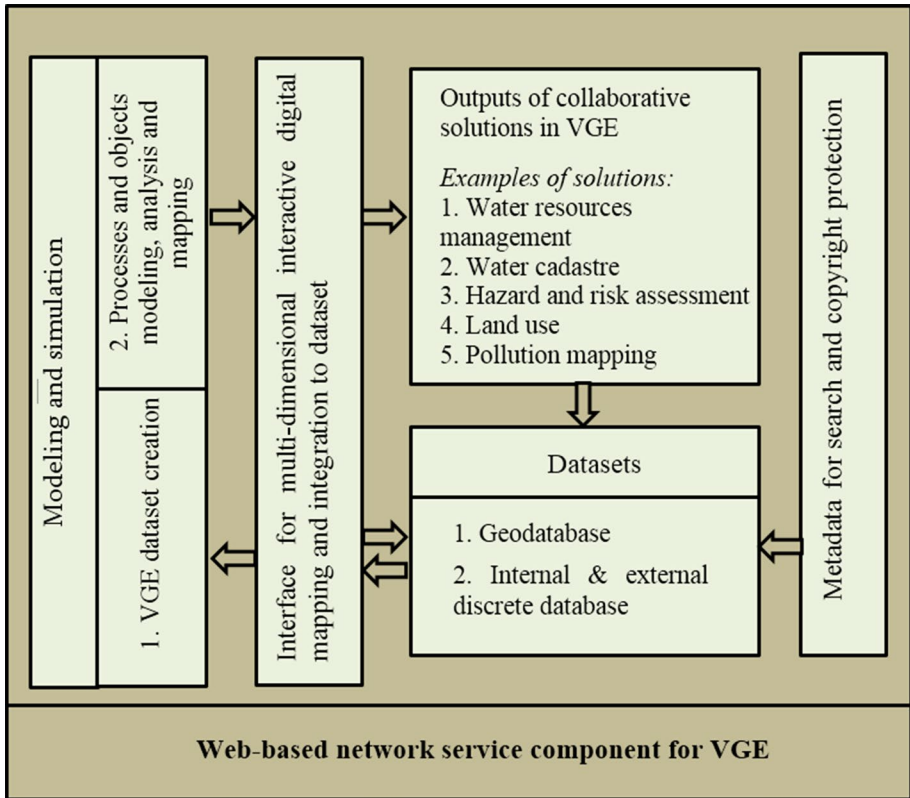 Modeling and simulation
2. Processes and objects
modeling, analysis and
mapping
1. VGE dataset creation
Interface for multi-dimensional interactive digital
mapping and integration to dataset
Outputs of collaborative
solutions in VGE
Examples of solutions:
1. Water resources
management
2. Water cadastre
3. Hazard and risk assessment
4. Land use
5. Pollution mapping
Datasets
1. Geodatabase
2. Internal & external
discrete database
Metadata for search and copyright protection
Web-based network service component for VGE